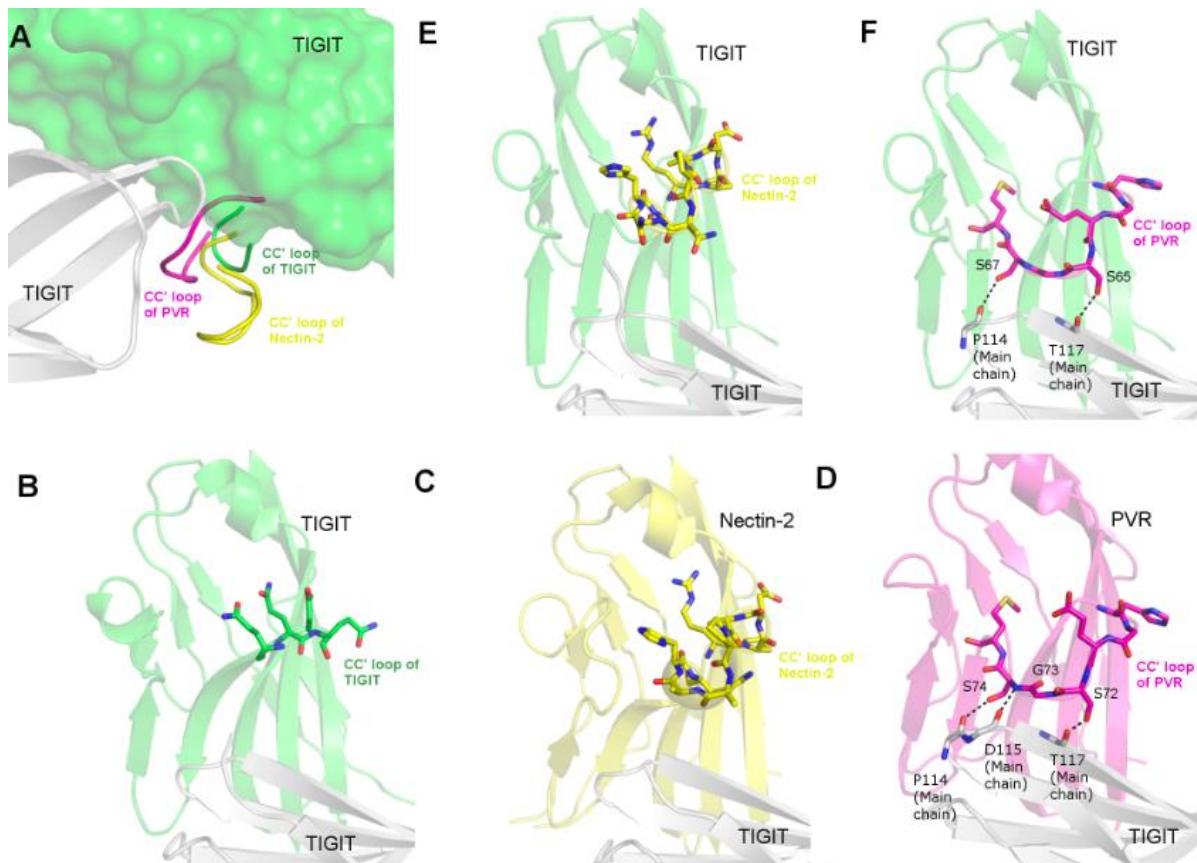 A
TIGIT
TIGIT
CC' loop
of TIGIT
CC' loop
of PVR
CC' loop of
Nectin-2
E
TIGIT
CC' loop of
Nectin-2
TIGIT
F
TIGIT
CC' loop
of PVR
S67
S65
P114
(Main
chain)
T117
(Main
chain)
TIGIT
B
TIGIT
CC' loop of
TIGIT
TIGIT
C
Nectin-2
CC' loop of
Nectin-2
TIGIT
D
PVR
CC' loop
of PVR
G73
S74
S72
D115
(Main
chain)
T117
(Main
chain)
P114
(Main
chain)
TIGIT